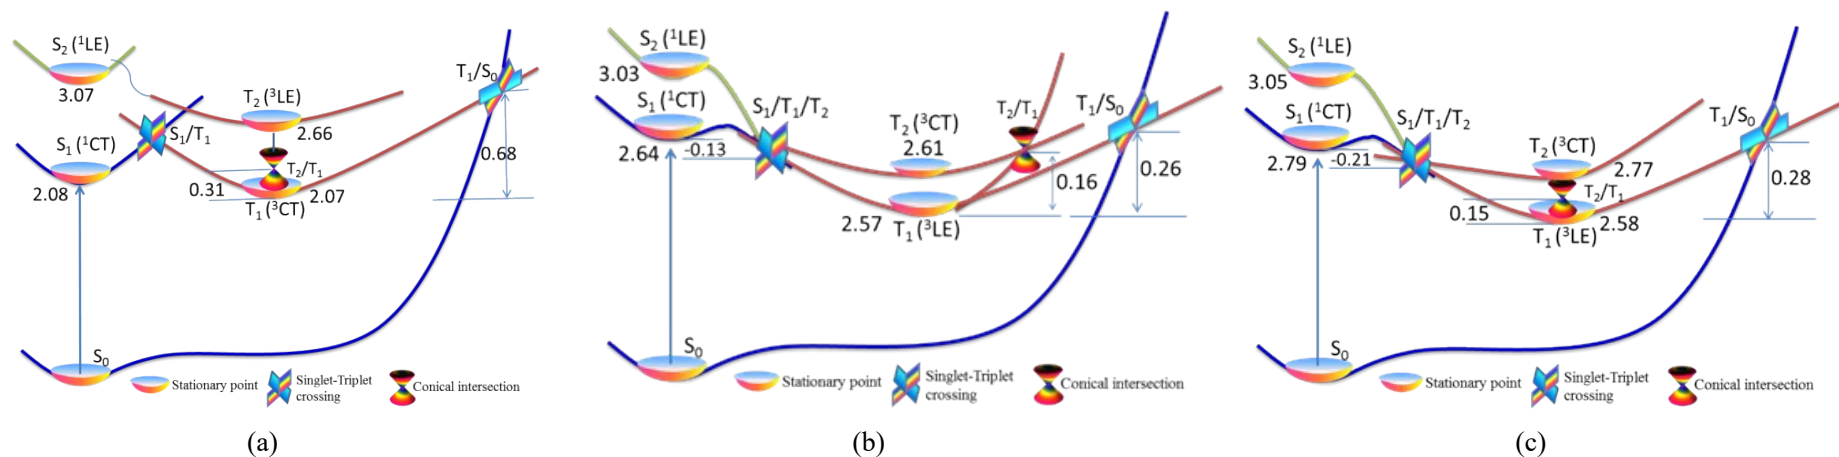 S2 (1LE)
3.07
S1 (1CT)
2.08
S1/T1
T2 (3LE)
2.66
T2/T1
0.31
2.07
T1 (3CT)
T1/S0
0.68
S0
Stationary point
Singlet-Triplet
crossing
Conical intersection
(a)
S2 (1LE)
3.03
S1 (1CT)
2.64
-0.13
S1/T1/T2
T2 (3CT)
2.61
T2/T1
T1/S0
0.16
0.26
2.57
T1 (3LE)
S0
Stationary point
Singlet-Triplet
crossing
Conical intersection
(b)
S2 (1LE)
3.05
S1 (1CT)
2.79
-0.21
S1/T1/T2
T2 (3CT)
2.77
T2/T1
0.15
T1 (3LE)
2.58
T1/S0
0.28
S0
Stationary point
Singlet-Triplet
crossing
Conical intersection
(c)